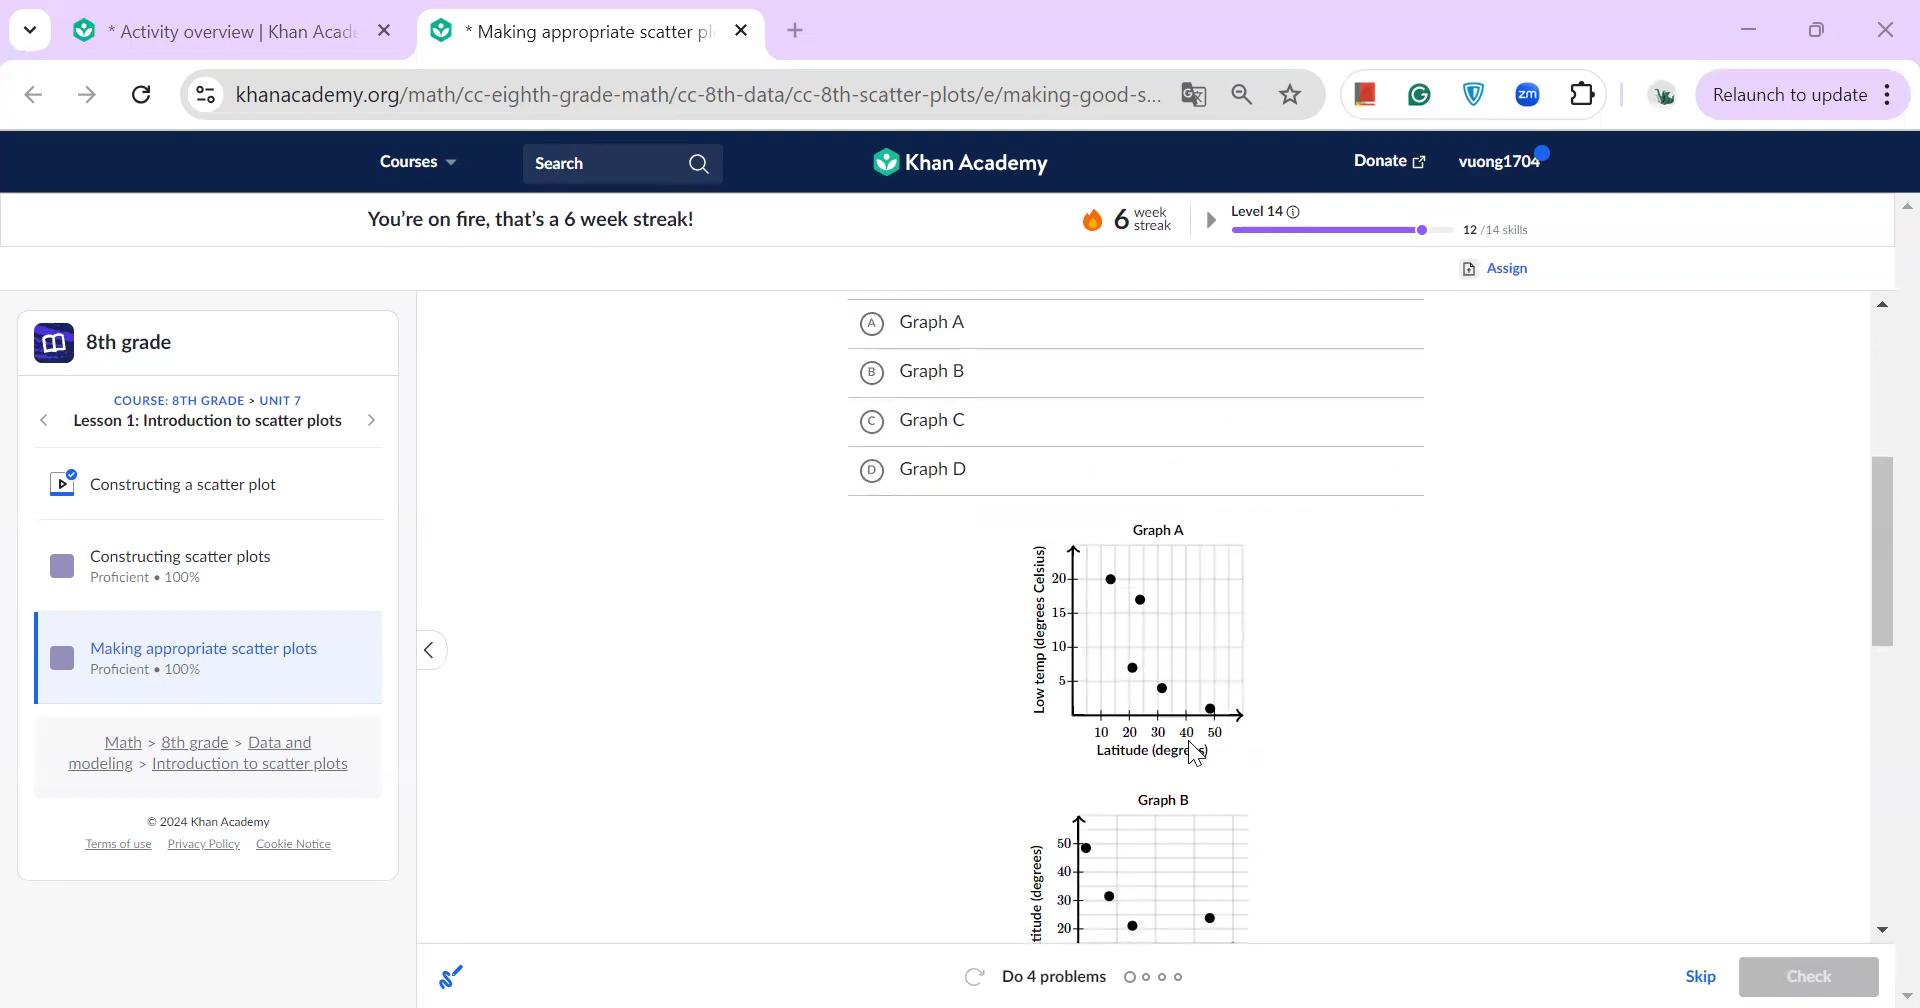 * Activity overview | Khan Acade
* Making appropriate scatter pl
khanacademy.org/math/cc-eighth-grade-math/cc-8th-data/cc-8th-scatter-plots/e/making-good-s...
zm
Relaunch to update
Courses
Search
Khan Academy
Donate
vuong1704
You're on fire, that's a 6 week streak!
6 week streak
Level 14
12 /14 skills
Assign
8th grade
COURSE: 8TH GRADE > UNIT 7
Lesson 1: Introduction to scatter plots
Constructing a scatter plot
Constructing scatter plots
Proficient • 100%
Making appropriate scatter plots
Proficient • 100%
Math > 8th grade > Data and
modeling > Introduction to scatter plots
© 2024 Khan Academy
Terms of use Privacy Policy Cookie Notice
A Graph A
B Graph B
C Graph C
D Graph D
Graph A
Low temp (degrees Celsius)
20
15
10
5
10 20 30 40 50
Latitude (degrees)
Graph B
50
40
30
20
Do 4 problems
Skip
Check